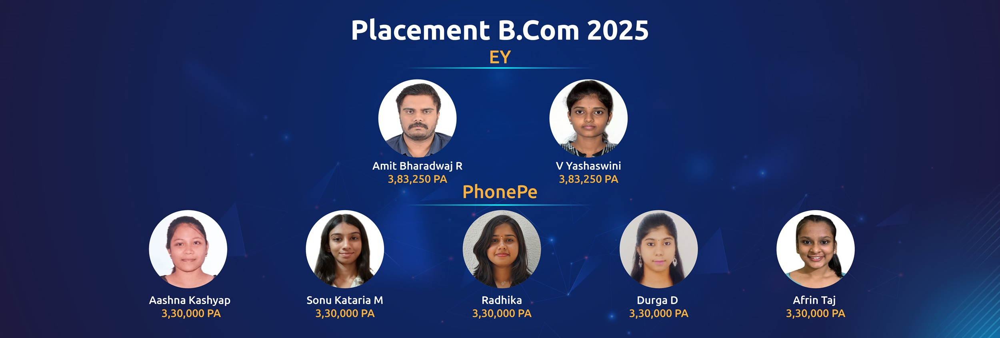 Placement B.Com 2025
EY
Amit Bharadwaj R
3,83,250 PA
V Yashaswini
3,83,250 PA
PhonePe
Aashna Kashyap
3,30,000 PA
Sonu Kataria M
3,30,000 PA
Radhika
3,30,000 PA
Durga D
3,30,000 PA
Afrin Taj
3,30,000 PA